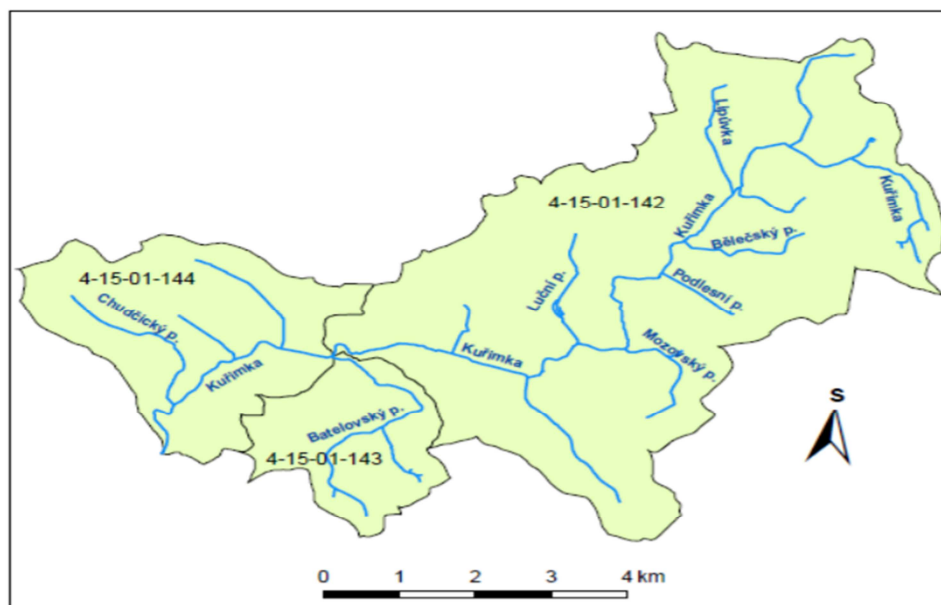 Lipůvka
Kuřimka
4-15-01-142
Kuřimka
Bělečský p.
4-15-01-144
Luční p.
Podlesní p.
Chudčický p.
Mozovský p.
Kuřimka
Kuřimka
S
Batelovský p.
4-15-01-143
0 1 2 3 4 km